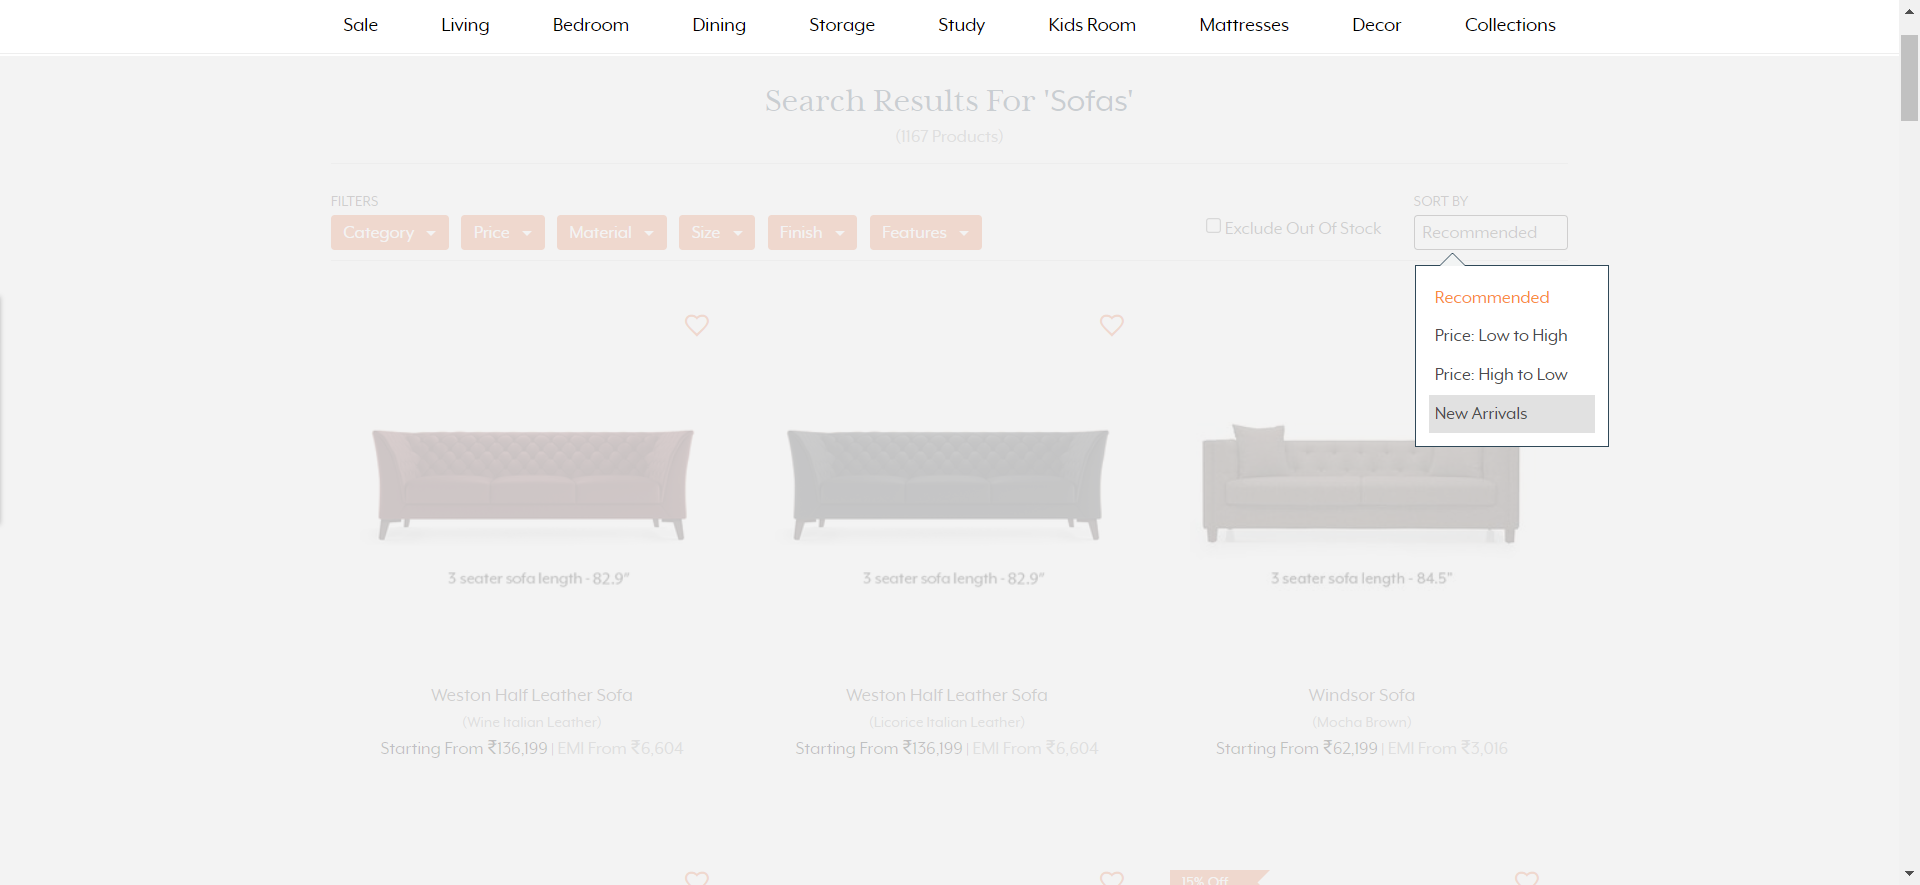 Sale Living Bedroom Dining Storage Study Kids Room Mattresses Decor Collections
Search Results For 'Sofas'
(1167 Products)
FILTERS
Category Price Material Size Finish Features
Exclude Out Of Stock
SORT BY
Recommended
Recommended
Price: Low to High
Price: High to Low
New Arrivals
3 seater sofa length - 82.9"
3 seater sofa length - 82.9"
3 seater sofa length - 84.5"
Weston Half Leather Sofa
(Wine Italian Leather)
Starting From ₹136,199 | EMI From ₹6,604
Weston Half Leather Sofa
(Licorice Italian Leather)
Starting From ₹136,199 | EMI From ₹6,604
Windsor Sofa
(Mocha Brown)
Starting From ₹62,199 | EMI From ₹3,016
15% Off